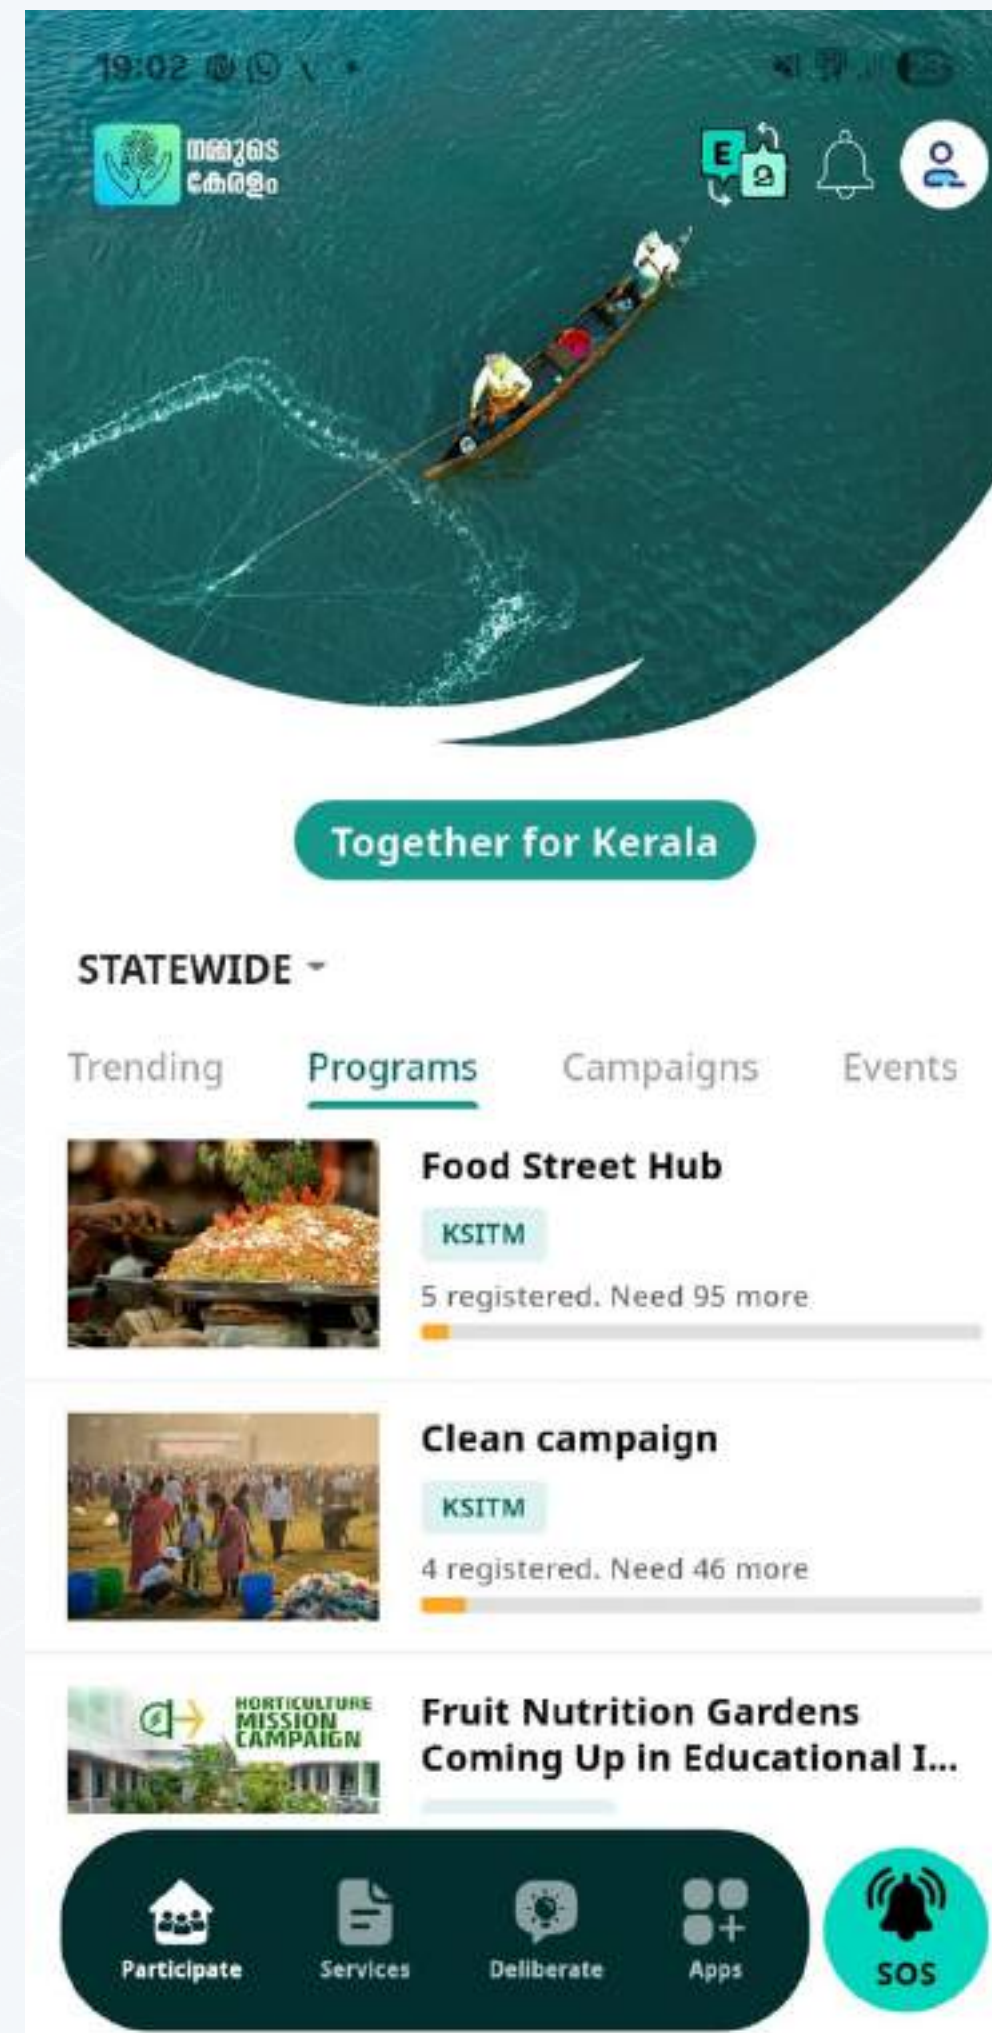 19:02
നമ്മുടെ
കേരളം
E
മ
Together for Kerala
STATEWIDE
Trending
Programs
Campaigns
Events
Food Street Hub
KSITM
5 registered. Need 95 more
Clean campaign
KSITM
4 registered. Need 46 more
HORTICULTURE
MISSION
CAMPAIGN
Fruit Nutrition Gardens
Coming Up in Educational I...
Participate
Services
Deliberate
Apps
SOS